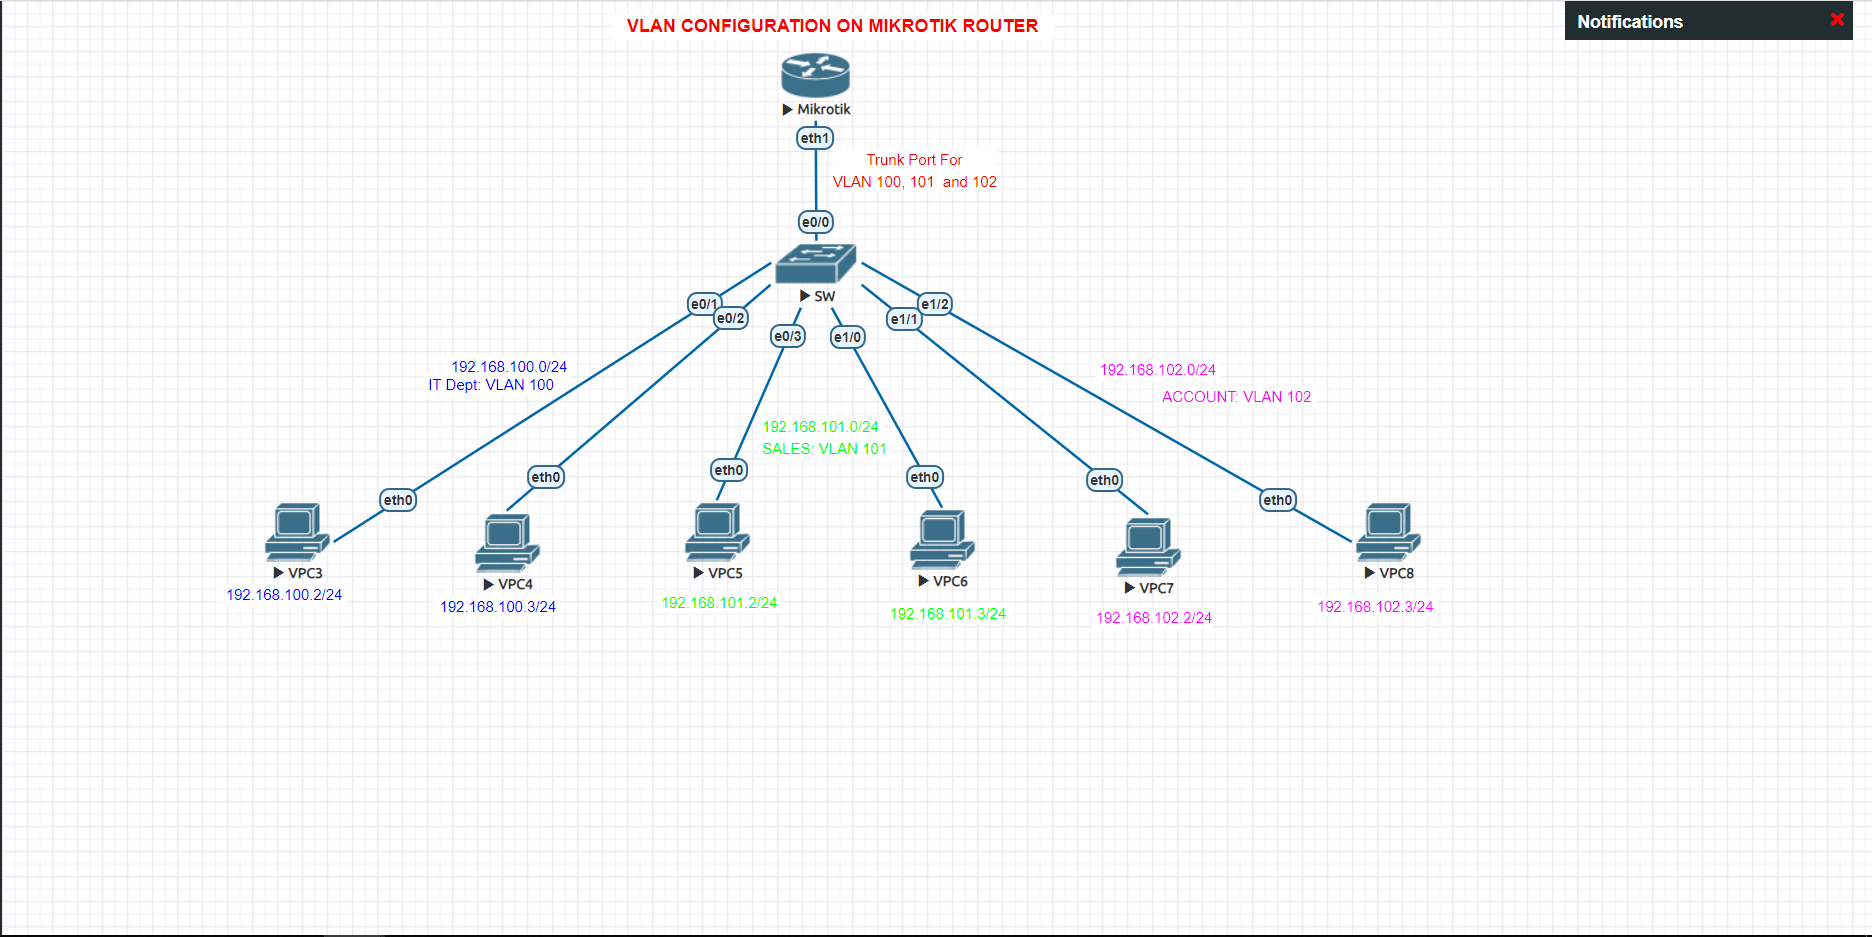 VLAN CONFIGURATION ON MIKROTIK ROUTER
Notifications
Mikrotik
eth1
Trunk Port For
VLAN 100, 101 and 102
e0/0
SW
e0/1
e0/2
e0/3
e1/0
e1/1
e1/2
192.168.100.0/24
IT Dept: VLAN 100
192.168.102.0/24
ACCOUNT: VLAN 102
192.168.101.0/24
SALES: VLAN 101
eth0
eth0
eth0
eth0
eth0
eth0
VPC3
192.168.100.2/24
VPC4
192.168.100.3/24
VPC5
192.168.101.2/24
VPC6
192.168.101.3/24
VPC7
192.168.102.2/24
VPC8
192.168.102.3/24